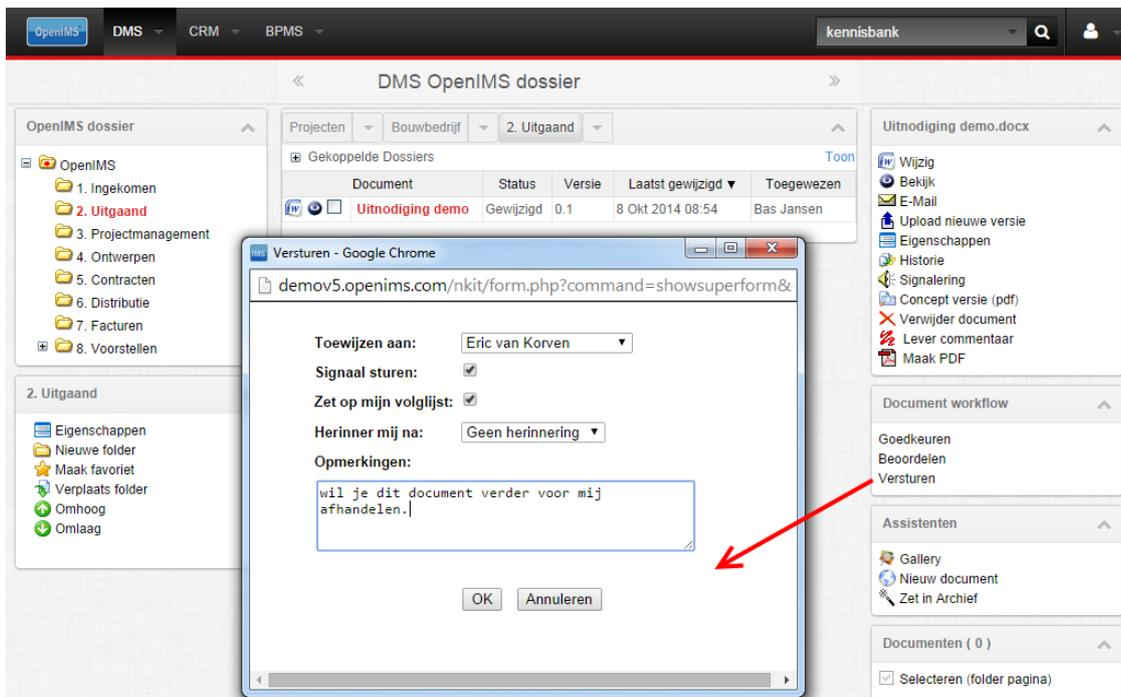 OpenIMS DMS CRM BPMS kennisbank
« DMS OpenIMS dossier »
OpenIMS dossier
OpenIMS
1. Ingekomen
2. Uitgaand
3. Projectmanagement
4. Ontwerpen
5. Contracten
6. Distributie
7. Facturen
8. Voorstellen
2. Uitgaand
Eigenschappen
Nieuwe folder
Maak favoriet
Verplaats folder
Omhoog
Omlaag
Projecten Bouwbedrijf 2. Uitgaand
Gekoppelde Dossiers Toon
Document Status Versie Laatst gewijzigd ▼ Toegewezen
Uitnodiging demo Gewijzigd 0.1 8 Okt 2014 08:54 Bas Jansen
IMS Versturen - Google Chrome
demov5.openims.com/nkit/form.php?command=showsuperform&
Toewijzen aan: Eric van Korven
Signaal sturen:
Zet op mijn volglijst:
Herinner mij na: Geen herinnering
Opmerkingen:
wil je dit document verder voor mij
afhandelen.
OK Annuleren
Uitnodiging demo.docx
Wijzig
Bekijk
E-Mail
Upload nieuwe versie
Eigenschappen
Historie
Signalering
Concept versie (pdf)
Verwijder document
Lever commentaar
Maak PDF
Document workflow
Goedkeuren
Beoordelen
Versturen
Assistenten
Gallery
Nieuw document
Zet in Archief
Documenten ( 0 )
Selecteren (folder pagina)